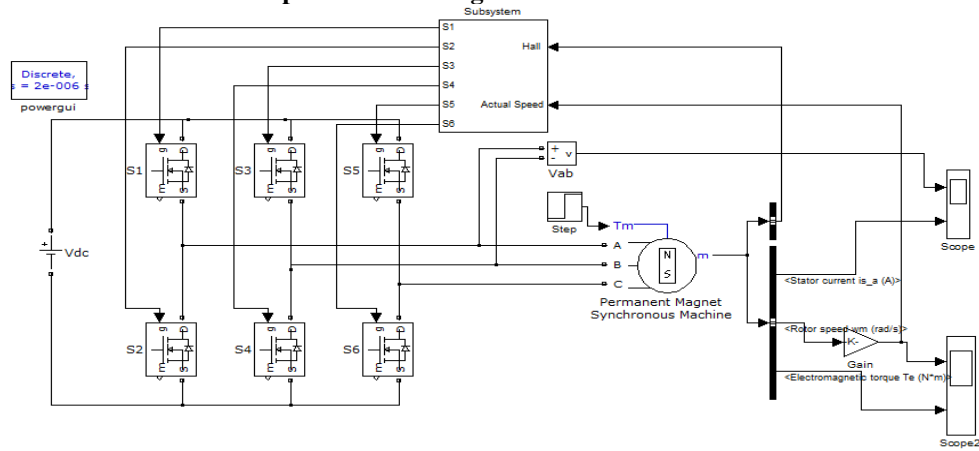 Subsystem
S1
S2
S3
S4
S5
S6
Hall
Actual Speed
Discrete,
s = 2e-006 s
powergui
S1
g
D
m
S
S3
g
D
m
S
S5
g
D
m
S
+
-
v
Vab
Step
Tm
A
B
C
N
S
m
Permanent Magnet
Synchronous Machine
+
Vdc
Scope
<Stator current is_a (A)>
<Rotor speed wm (rad/s)>
-K-
Gain
<Electromagnetic torque Te (N*m)>
Scope2
S2
g
D
m
S
S4
g
D
m
S
S6
g
D
m
S